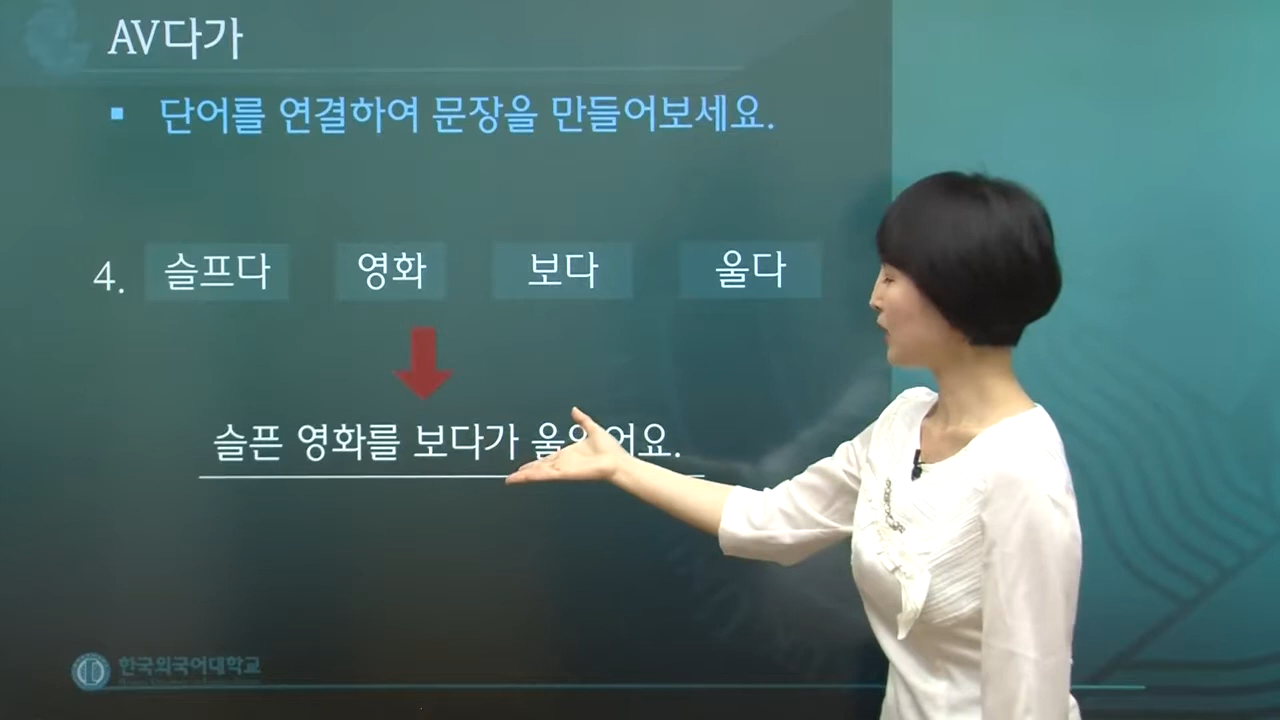 AV다가
▪ 단어를 연결하여 문장을 만들어보세요.
4. 슬프다 영화 보다 울다
슬픈 영화를 보다가
한국외국어대학교